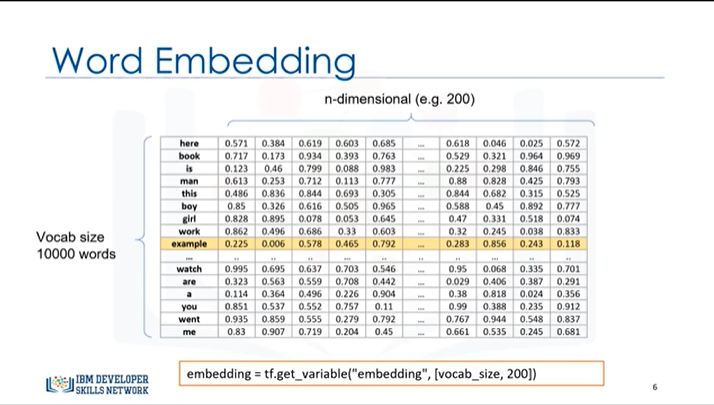 Word Embedding
n-dimensional (e.g. 200)
here 0.571 0.384 0.619 0.603 0.685 ... 0.618 0.046 0.025 0.572
book 0.717 0.173 0.934 0.393 0.763 ... 0.529 0.321 0.964 0.969
is 0.123 0.46 0.799 0.088 0.983 ... 0.225 0.298 0.846 0.755
man 0.613 0.253 0.712 0.113 0.777 ... 0.88 0.828 0.425 0.793
this 0.486 0.836 0.844 0.693 0.305 ... 0.844 0.682 0.315 0.525
boy 0.85 0.326 0.616 0.505 0.965 ... 0.588 0.45 0.892 0.777
girl 0.828 0.895 0.078 0.053 0.645 ... 0.47 0.331 0.518 0.074
work 0.862 0.496 0.686 0.33 0.603 ... 0.32 0.245 0.038 0.833
Vocab size
10000 words
example 0.225 0.006 0.578 0.465 0.792 ... 0.283 0.856 0.243 0.118
... .. .. .. .. .. .. ... .. ..
watch 0.995 0.695 0.637 0.703 0.546 ... 0.95 0.068 0.335 0.701
are 0.323 0.563 0.559 0.708 0.442 ... 0.029 0.406 0.387 0.291
a 0.114 0.364 0.496 0.226 0.904 ... 0.38 0.818 0.024 0.356
you 0.851 0.537 0.552 0.757 0.11 ... 0.99 0.388 0.235 0.912
went 0.935 0.859 0.555 0.279 0.792 ... 0.767 0.944 0.548 0.837
me 0.83 0.907 0.719 0.204 0.45 ... 0.661 0.535 0.245 0.681
embedding = tf.get_variable("embedding", [vocab_size, 200])
IBM DEVELOPER
SKILLS NETWORK
6